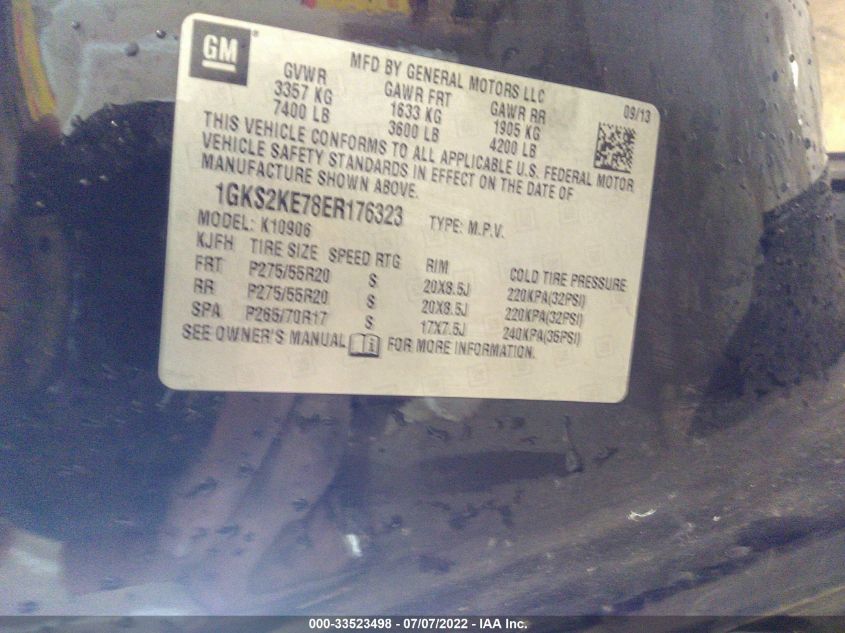 GM
MFD BY GENERAL MOTORS LLC
GVWR GAWR FRT GAWR RR 09/13
3357 KG 1633 KG 1905 KG
7400 LB 3600 LB 4200 LB
THIS VEHICLE CONFORMS TO ALL APPLICABLE U.S. FEDERAL MOTOR
VEHICLE SAFETY STANDARDS IN EFFECT ON THE DATE OF
MANUFACTURE SHOWN ABOVE.
1GKS2KE78ER176323 TYPE: M.P.V.
MODEL: K10906
KJFH TIRE SIZE SPEED RTG RIM COLD TIRE PRESSURE
FRT P275/55R20 S 20X8.5J 220KPA(32PSI)
RR P275/55R20 S 20X8.5J 220KPA(32PSI)
SPA P265/70R17 S 17X7.5J 240KPA(35PSI)
SEE OWNER'S MANUAL i FOR MORE INFORMATION.
000-33523498 - 07/07/2022 - IAA Inc.